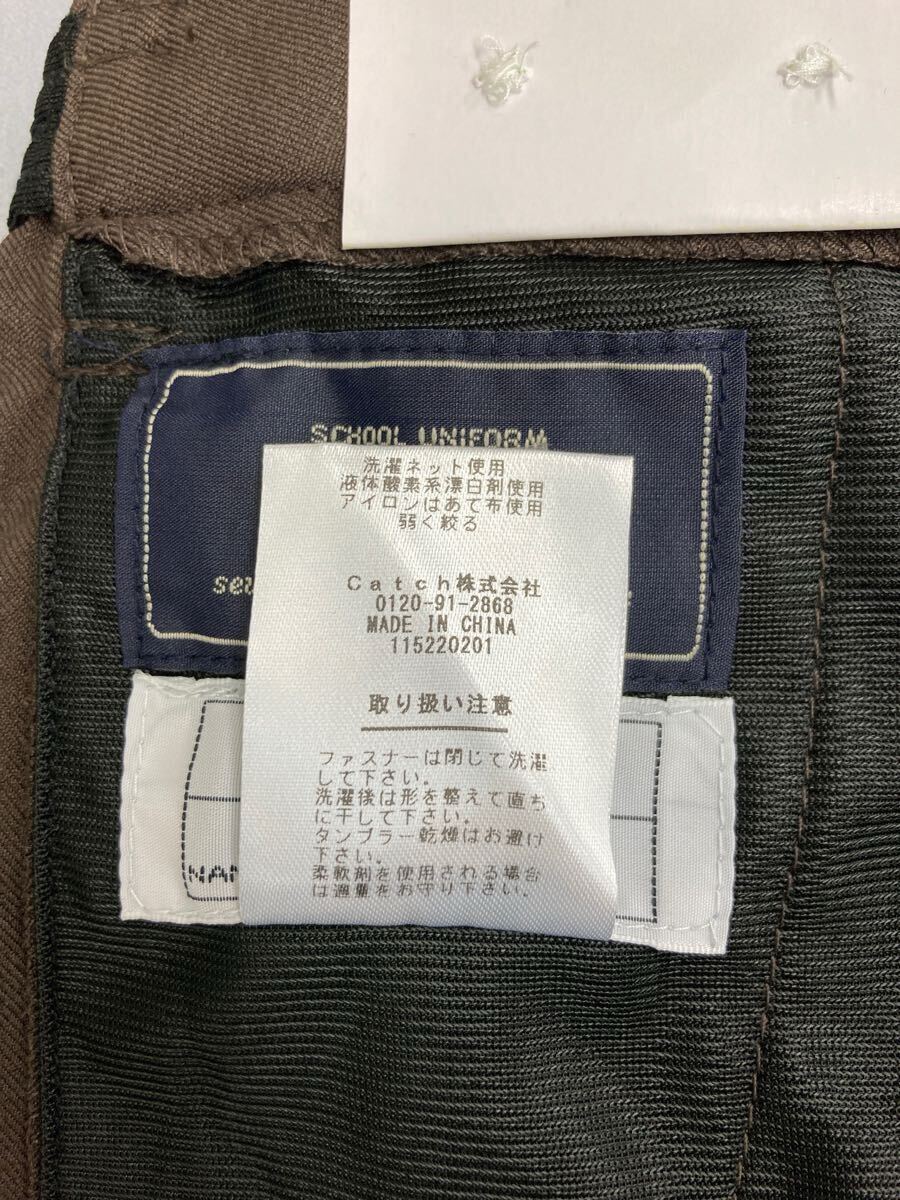 SCHOOL UNIFORM
洗濯ネット使用
液体酸素系漂白剤使用
アイロンはあて布使用
弱く絞る
Catch株式会社
0120-91-2868
MADE IN CHINA
115220201
取り扱い注意
ファスナーは閉じて洗濯
して下さい。
洗濯後は形を整えて直ち
に干して下さい。
タンブラー乾燥はお避け
下さい。
柔軟剤を使用される場合
は適量をお守り下さい。